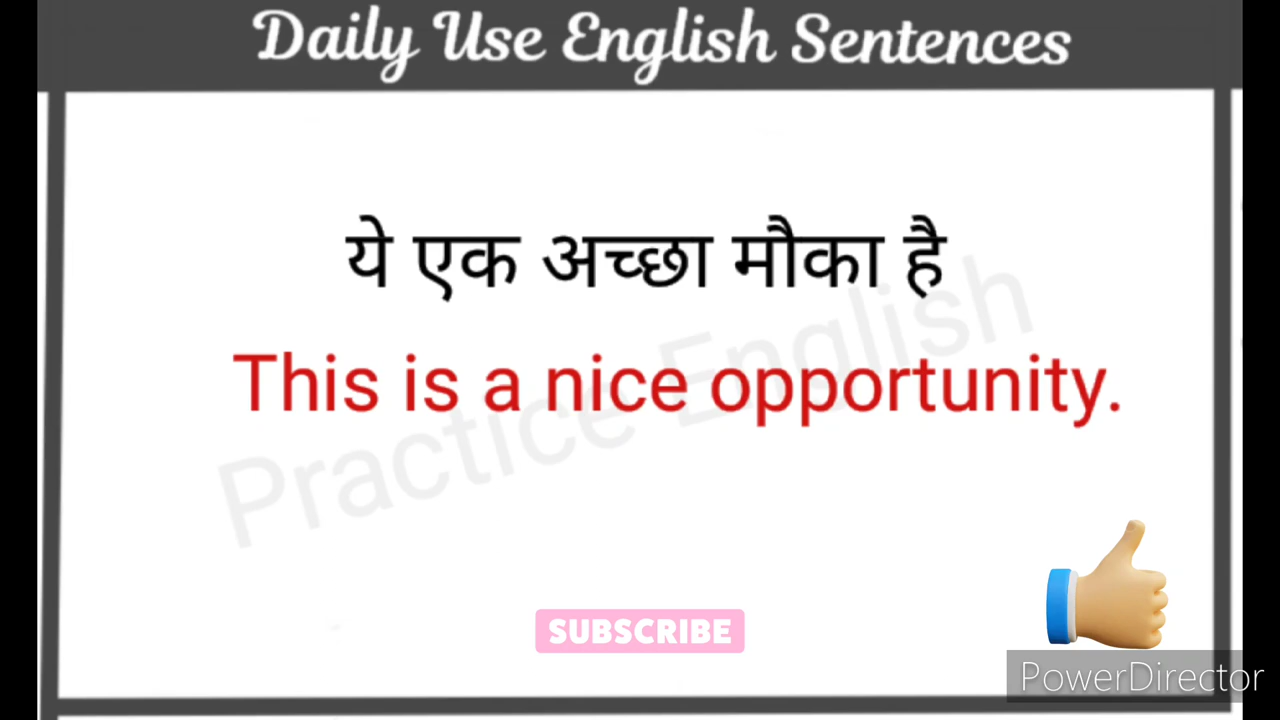 Daily Use English Sentences
ये एक अच्छा मौका है
This is a nice opportunity.
Practice English
SUBSCRIBE
PowerDirector